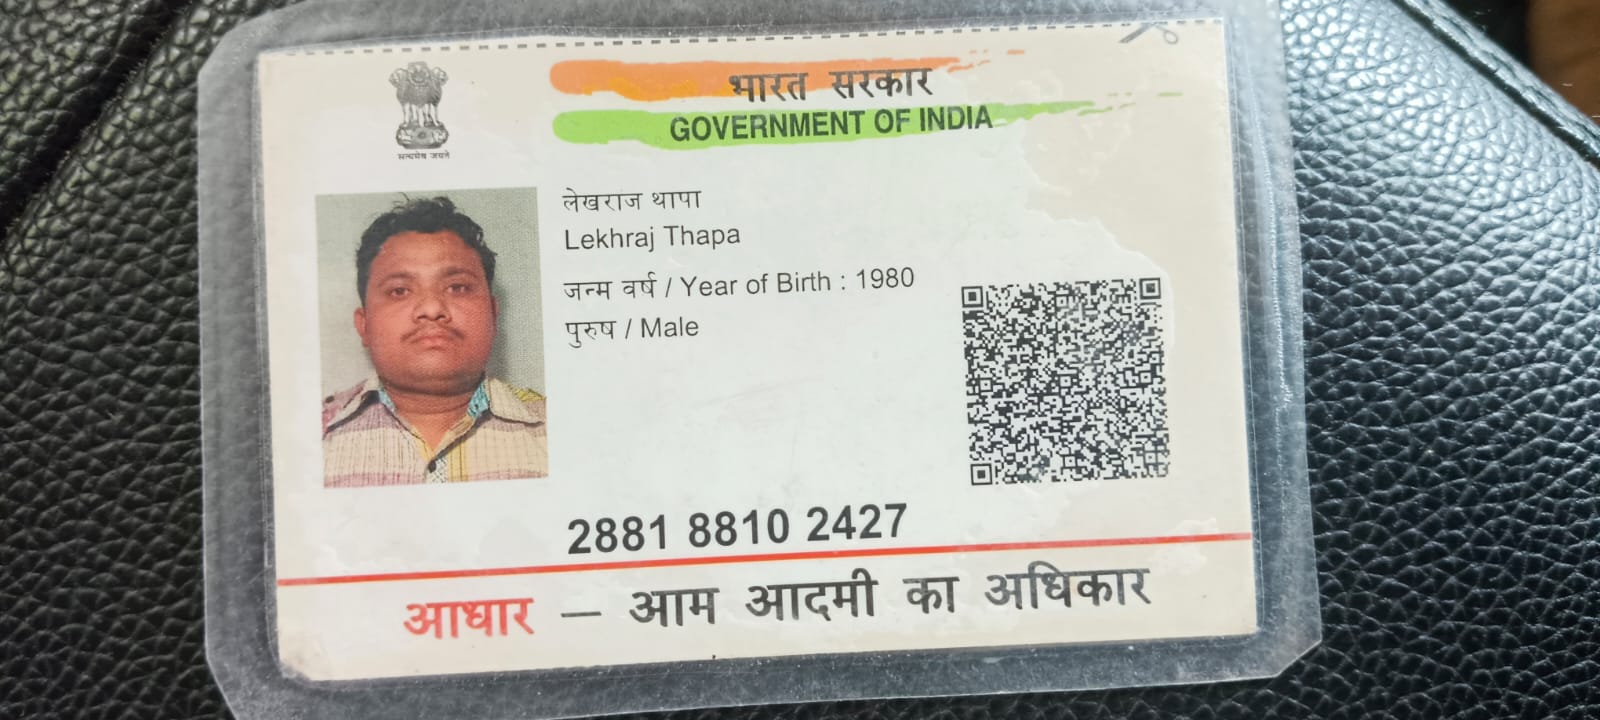 सत्यमेव जयते
भारत सरकार
GOVERNMENT OF INDIA
लेखराज थापा
Lekhraj Thapa
जन्म वर्ष / Year of Birth : 1980
पुरुष / Male
2881 8810 2427
आधार – आम आदमी का अधिकार